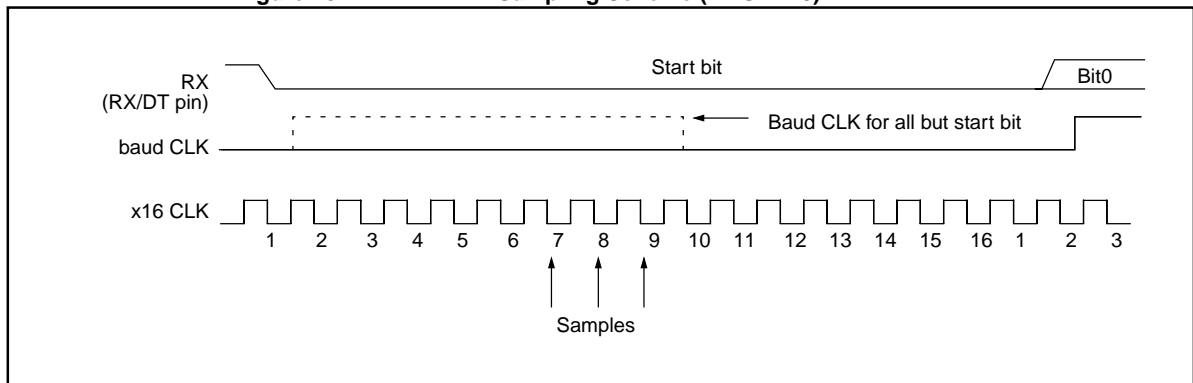 Start bit
Bit0
RX
(RX/DT pin)
Baud CLK for all but start bit
baud CLK
x16 CLK
1 2 3 4 5 6 7 8 9 10 11 12 13 14 15 16 1 2 3
Samples